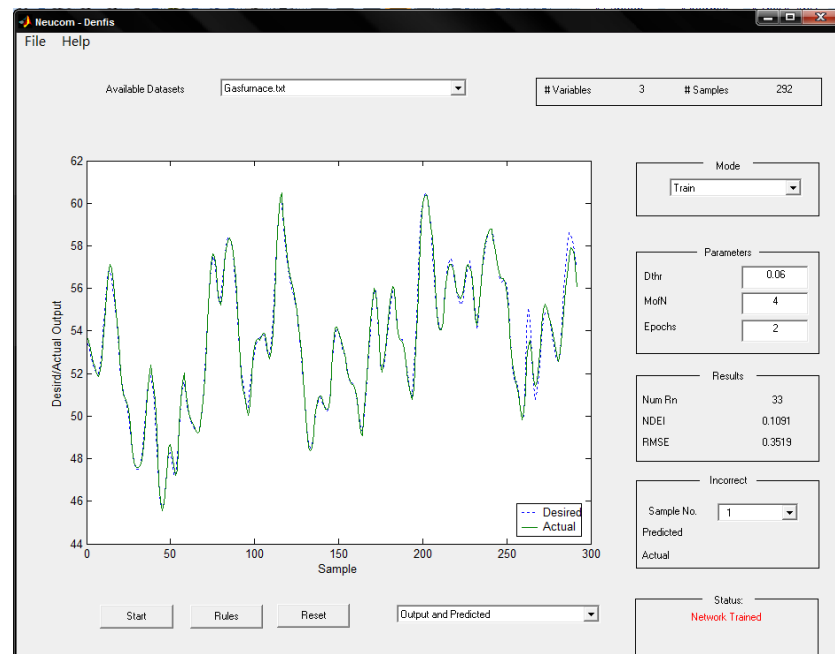 Neucom - Denfis
File Help
Available Datasets
Gasfurnace.txt
# Variables 3 # Samples 292
Mode
Train
Parameters
Dthr 0.06
MofN 4
Epochs 2
Results
Num Rn 33
NDEI 0.1091
RMSE 0.3519
Incorrect
Sample No. 1
Predicted
Actual
Status:
Network Trained
Desird/Actual Output
62
60
58
56
54
52
50
48
46
44
0 50 100 150 200 250 300
Sample
Desired
Actual
Start Rules Reset
Output and Predicted